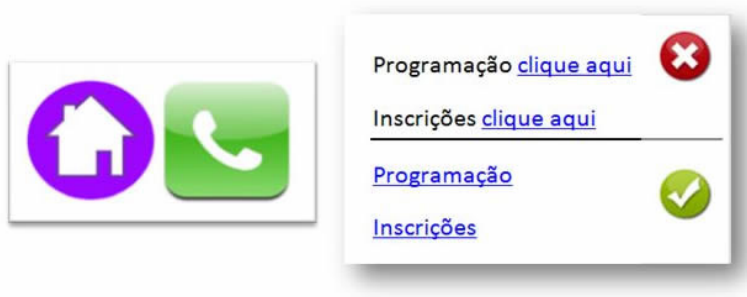 Programação clique aqui
Inscrições clique aqui
Programação
Inscrições